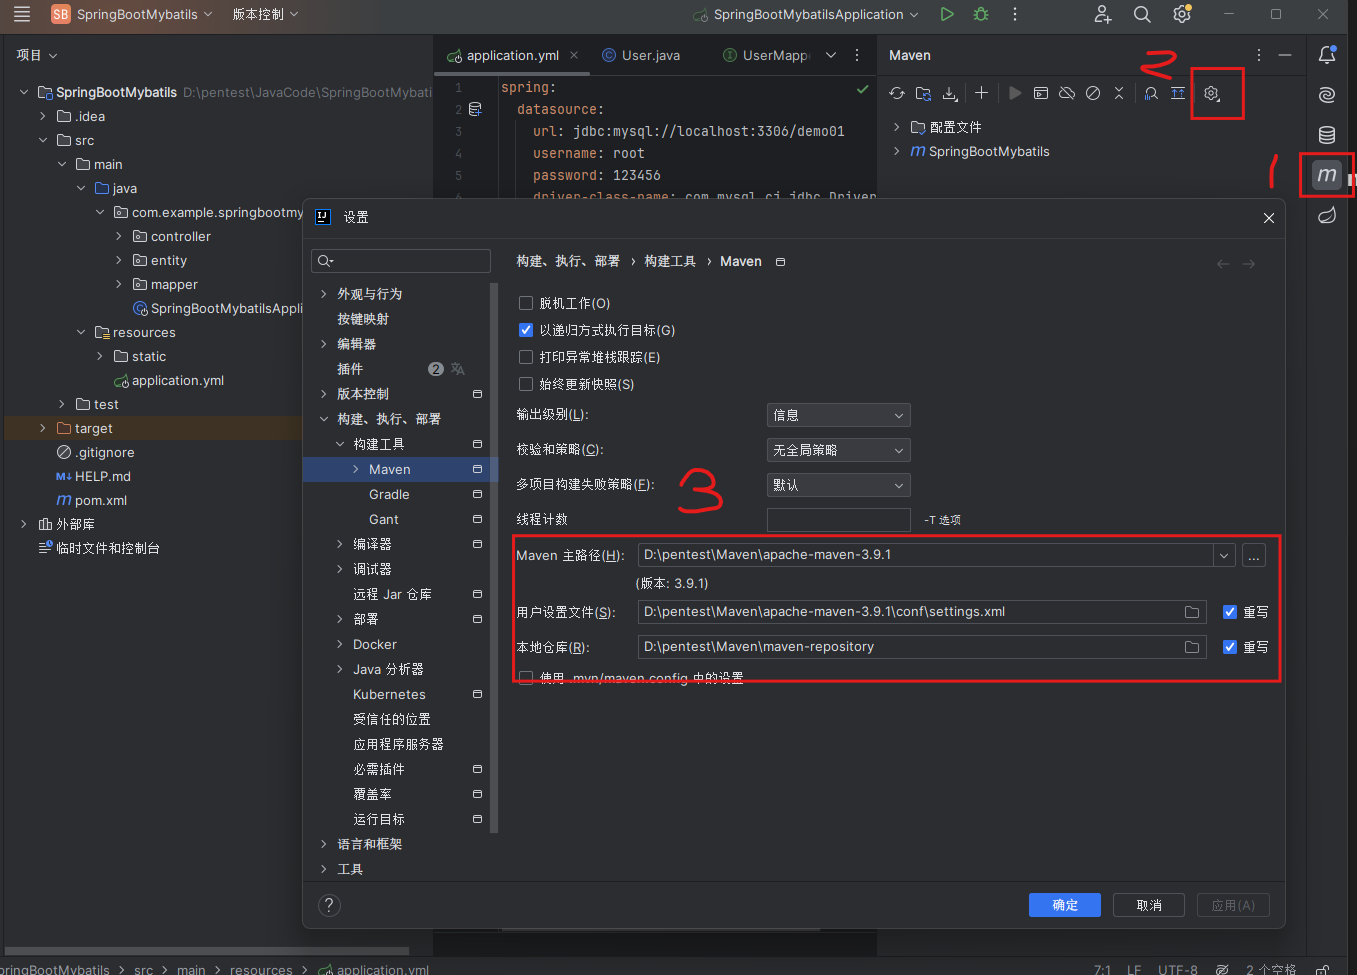 SB SpringBootMybatils 版本控制 SpringBootMybatilsApplication
项目
SpringBootMybatils D:\pentest\JavaCode\SpringBootMybati
.idea
src
main
java
com.example.springbootmy
controller
entity
mapper
SpringBootMybatilsAppli
resources
static
application.yml
test
target
.gitignore
HELP.md
m pom.xml
外部库
临时文件和控制台
application.yml User.java UserMapp
1 spring:
2 datasource:
3 url: jdbc:mysql://localhost:3306/demo01
4 username: root
5 password: 123456
6 driver-class-name: com.mysql.cj.jdbc.Driver
Maven
2
配置文件
m SpringBootMybatils
1
m
设置
外观与行为
按键映射
编辑器
插件 2
版本控制
构建、执行、部署
构建工具
Maven
Gradle
Gant
编译器
调试器
远程 Jar 仓库
部署
Docker
Java 分析器
Kubernetes
受信任的位置
应用程序服务器
必需插件
覆盖率
运行目标
语言和框架
工具
构建、执行、部署 › 构建工具 › Maven
脱机工作(O)
以递归方式执行目标(G)
打印异常堆栈跟踪(E)
始终更新快照(S)
输出级别(L): 信息
校验和策略(C): 无全局策略
多项目构建失败策略(F): 默认
3
线程计数 -T 选项
Maven 主路径(H): D:\pentest\Maven\apache-maven-3.9.1 ...
(版本: 3.9.1)
用户设置文件(S): D:\pentest\Maven\apache-maven-3.9.1\conf\settings.xml 重写
本地仓库(R): D:\pentest\Maven\maven-repository 重写
使用 .mvn/maven.config 中的设置
? 确定 取消 应用(A)
pringBootMybatils › src › main › resources › application.yml 7:1 LF UTF-8 2 个空格